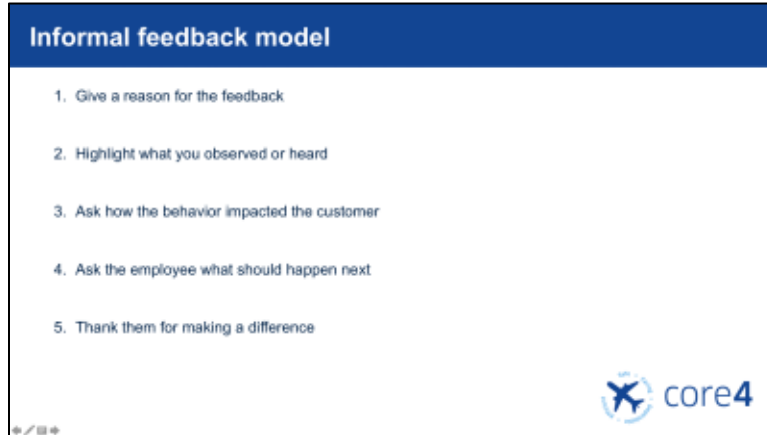 Informal feedback model
1. Give a reason for the feedback
2. Highlight what you observed or heard
3. Ask how the behavior impacted the customer
4. Ask the employee what should happen next
5. Thank them for making a difference
core4